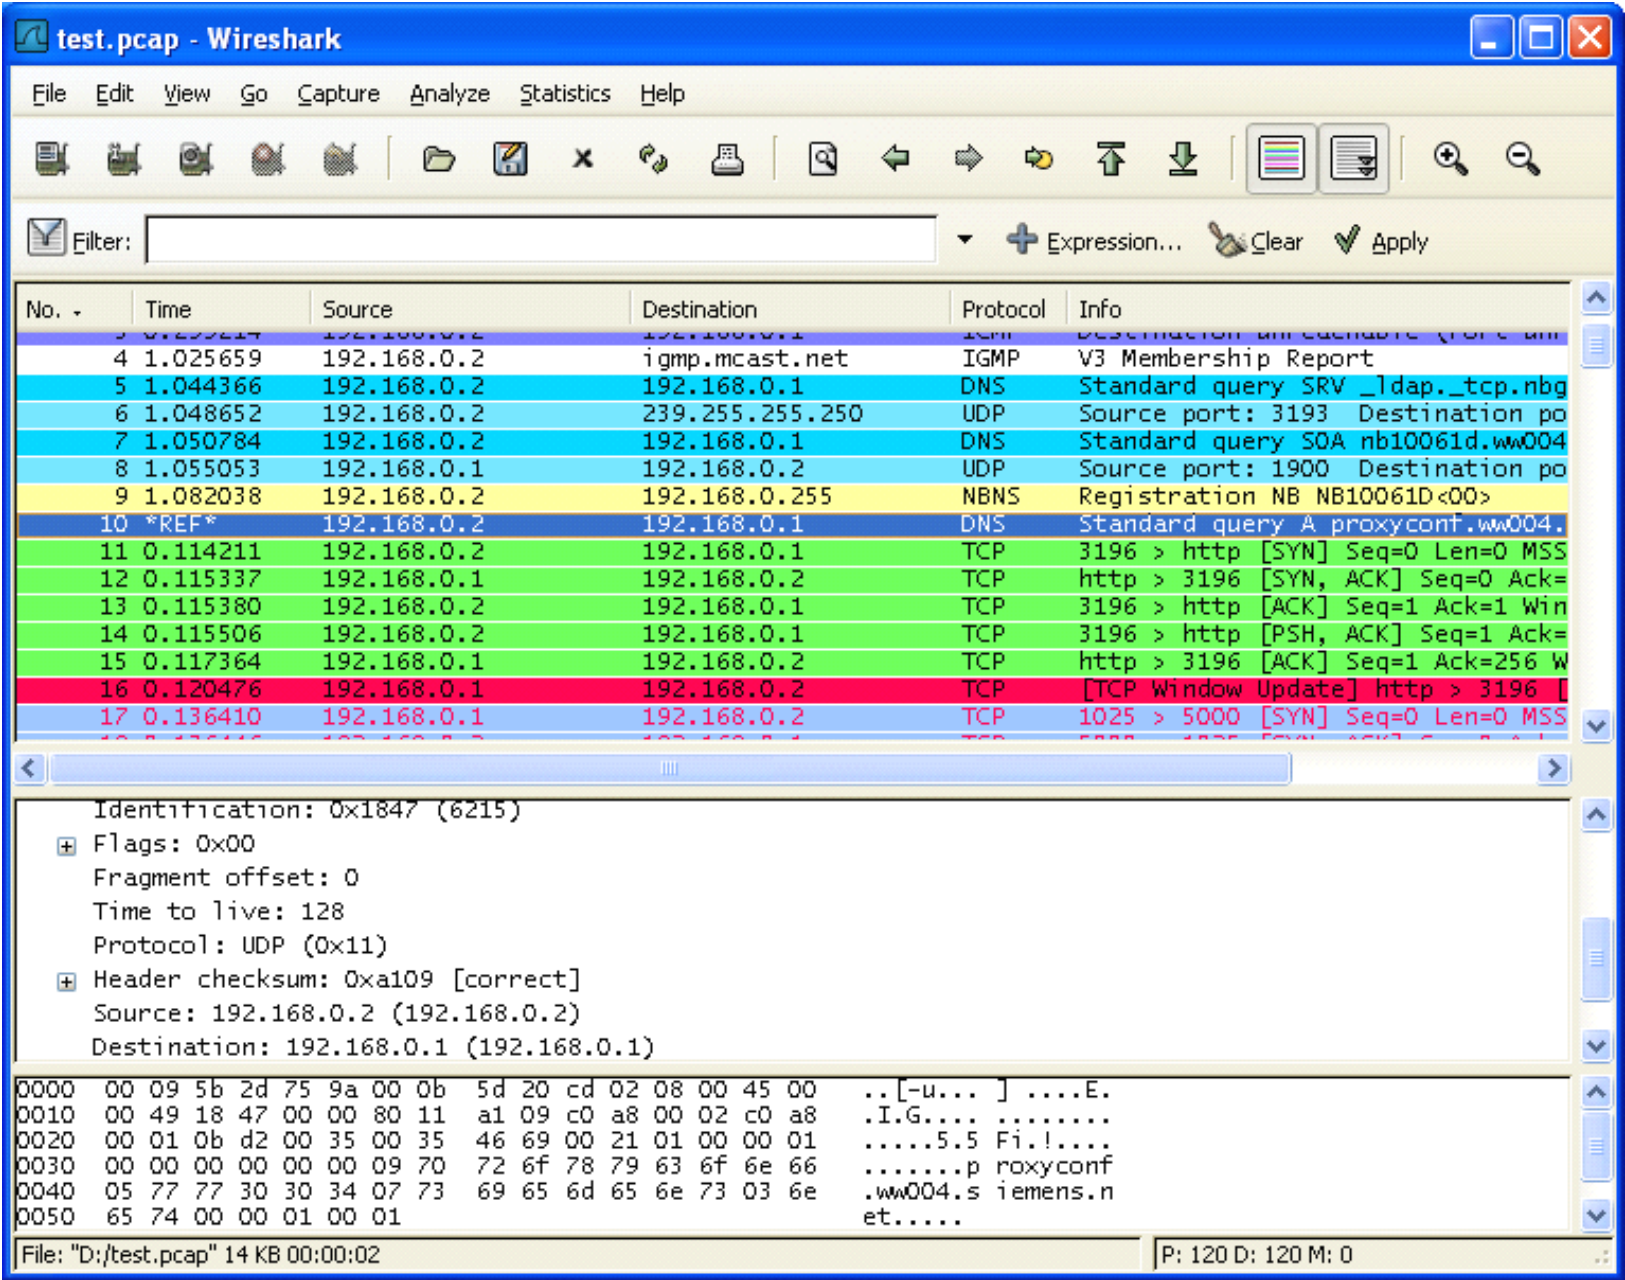 test.pcap - Wireshark
File Edit View Go Capture Analyze Statistics Help
Filter: Expression... Clear Apply
No. Time Source Destination Protocol Info
3 0.299214 192.168.0.2 192.168.0.1 ICMP Destination unreachable (Port unr
4 1.025659 192.168.0.2 igmp.mcast.net IGMP V3 Membership Report
5 1.044366 192.168.0.2 192.168.0.1 DNS Standard query SRV _ldap._tcp.nbg
6 1.048652 192.168.0.2 239.255.255.250 UDP Source port: 3193 Destination po
7 1.050784 192.168.0.2 192.168.0.1 DNS Standard query SOA nb10061d.ww004
8 1.055053 192.168.0.1 192.168.0.2 UDP Source port: 1900 Destination po
9 1.082038 192.168.0.2 192.168.0.255 NBNS Registration NB NB10061D<00>
10 *REF* 192.168.0.2 192.168.0.1 DNS Standard query A proxyconf.ww004.
11 0.114211 192.168.0.2 192.168.0.1 TCP 3196 > http [SYN] Seq=0 Len=0 MSS
12 0.115337 192.168.0.1 192.168.0.2 TCP http > 3196 [SYN, ACK] Seq=0 Ack=
13 0.115380 192.168.0.2 192.168.0.1 TCP 3196 > http [ACK] Seq=1 Ack=1 Win
14 0.115506 192.168.0.2 192.168.0.1 TCP 3196 > http [PSH, ACK] Seq=1 Ack=
15 0.117364 192.168.0.1 192.168.0.2 TCP http > 3196 [ACK] Seq=1 Ack=256 W
16 0.120476 192.168.0.1 192.168.0.2 TCP [TCP Window Update] http > 3196 [
17 0.136410 192.168.0.1 192.168.0.2 TCP 1025 > 5000 [SYN] Seq=0 Len=0 MSS
Identification: 0x1847 (6215)
Flags: 0x00
Fragment offset: 0
Time to live: 128
Protocol: UDP (0x11)
Header checksum: 0xa109 [correct]
Source: 192.168.0.2 (192.168.0.2)
Destination: 192.168.0.1 (192.168.0.1)
0000 00 09 5b 2d 75 9a 00 0b 5d 20 cd 02 08 00 45 00 ..[-u... ] ....E.
0010 00 49 18 47 00 00 80 11 a1 09 c0 a8 00 02 c0 a8 .I.G.... ........
0020 00 01 0b d2 00 35 00 35 46 69 00 21 01 00 00 01 .....5.5 Fi.!....
0030 00 00 00 00 00 00 09 70 72 6f 78 79 63 6f 6e 66 .......p roxyconf
0040 05 77 77 30 30 34 07 73 69 65 6d 65 6e 73 03 6e .ww004.s iemens.n
0050 65 74 00 00 01 00 01 et.....
File: "D:/test.pcap" 14 KB 00:00:02 P: 120 D: 120 M: 0